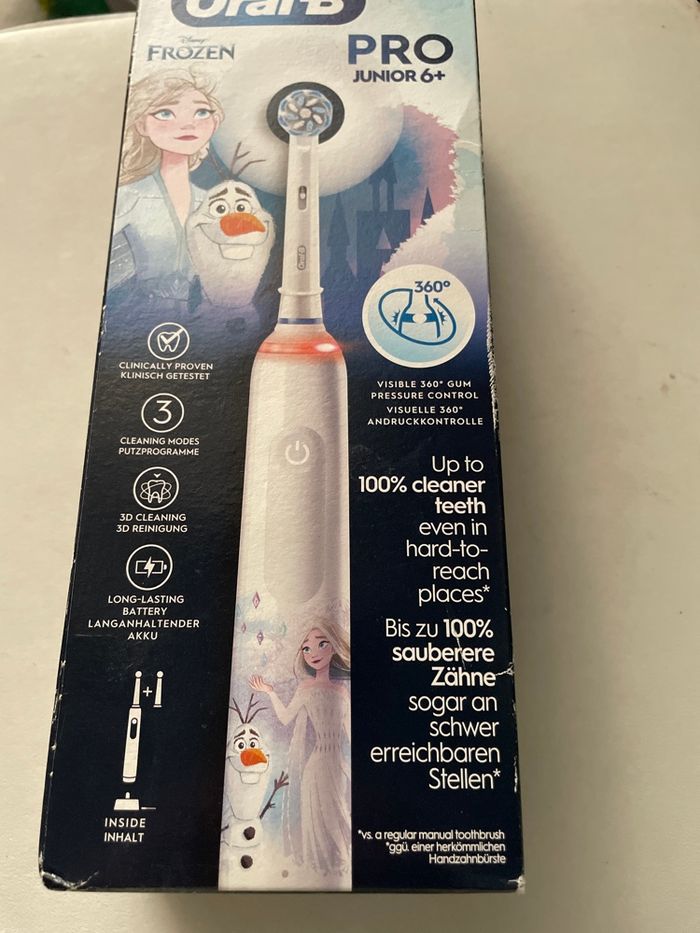 Oral-B
Disney
FROZEN
PRO
JUNIOR 6+
Oral-B
360°
CLINICALLY PROVEN
KLINISCH GETESTET
3
CLEANING MODES
PUTZPROGRAMME
3D CLEANING
3D REINIGUNG
LONG-LASTING
BATTERY
LANGANHALTENDER
AKKU
+
INSIDE
INHALT
VISIBLE 360° GUM
PRESSURE CONTROL
VISUELLE 360°
ANDRUCKKONTROLLE
Up to
100% cleaner
teeth
even in
hard-to-
reach
places*
Bis zu 100%
sauberere
Zähne
sogar an
schwer
erreichbaren
Stellen*
*vs. a regular manual toothbrush
*ggü. einer herkömmlichen
Handzahnbürste